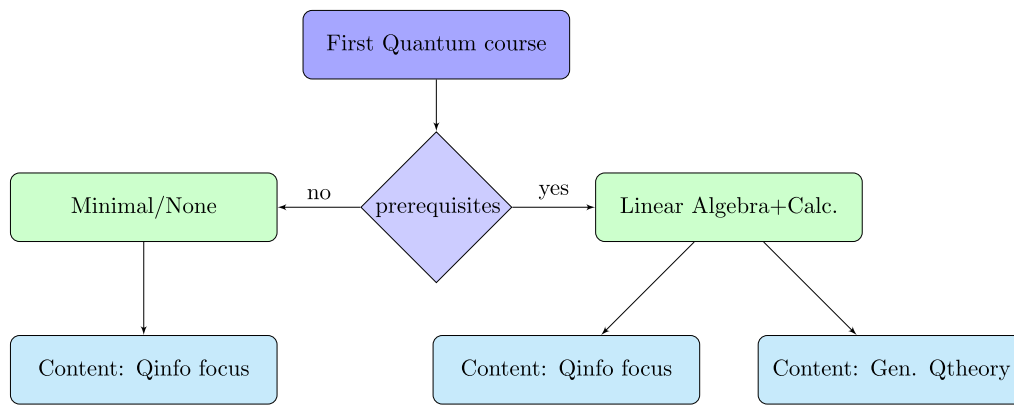 First Quantum course
prerequisites
no
yes
Minimal/None
Linear Algebra+Calc.
Content: Qinfo focus
Content: Qinfo focus
Content: Gen. Qtheory